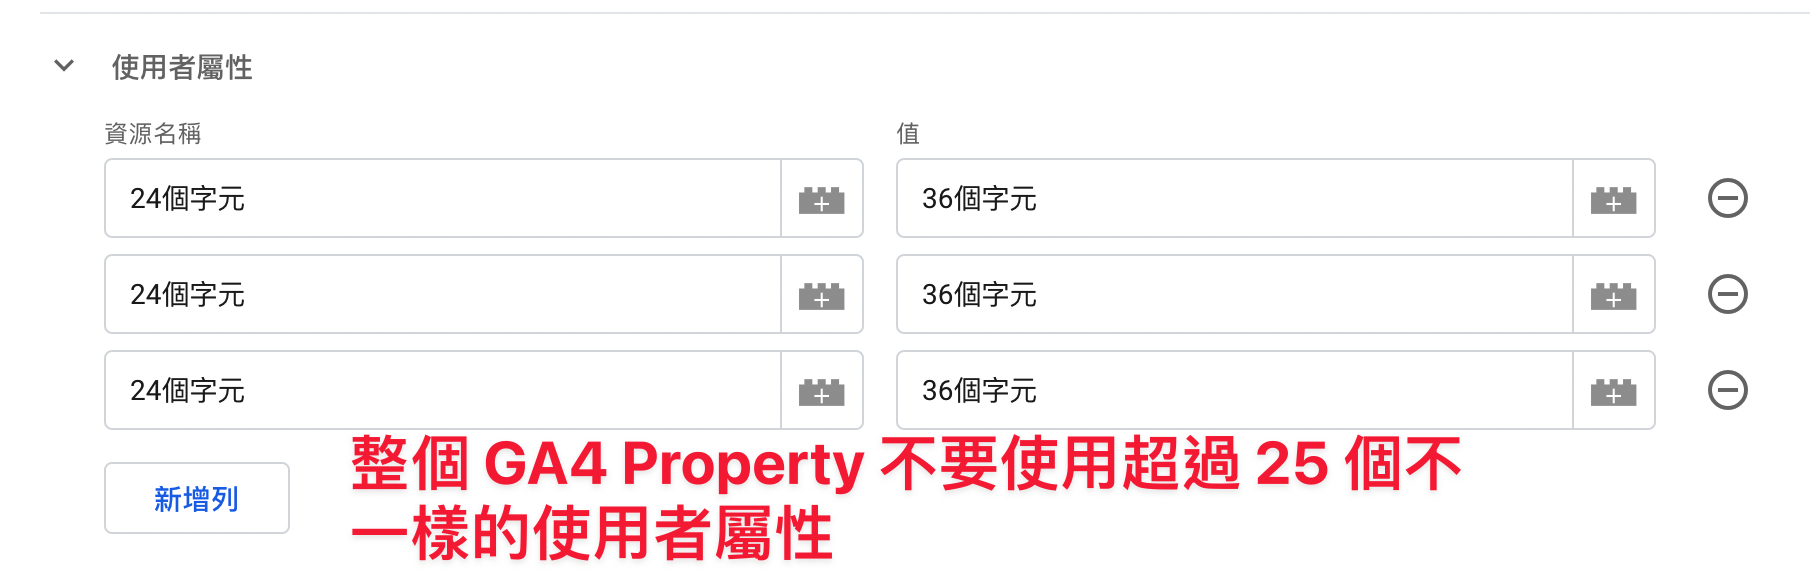 使用者屬性
資源名稱 值
24個字元 36個字元
24個字元 36個字元
24個字元 36個字元
新增列
整個 GA4 Property 不要使用超過 25 個不
一樣的使用者屬性